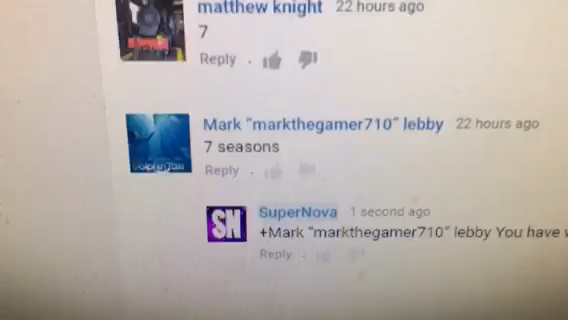 matthew knight 22 hours ago
7
Reply
Mark "markthegamer710" lebby 22 hours ago
7 seasons
Reply
SN SuperNova 1 second ago
+Mark "markthegamer710" lebby You have
Reply